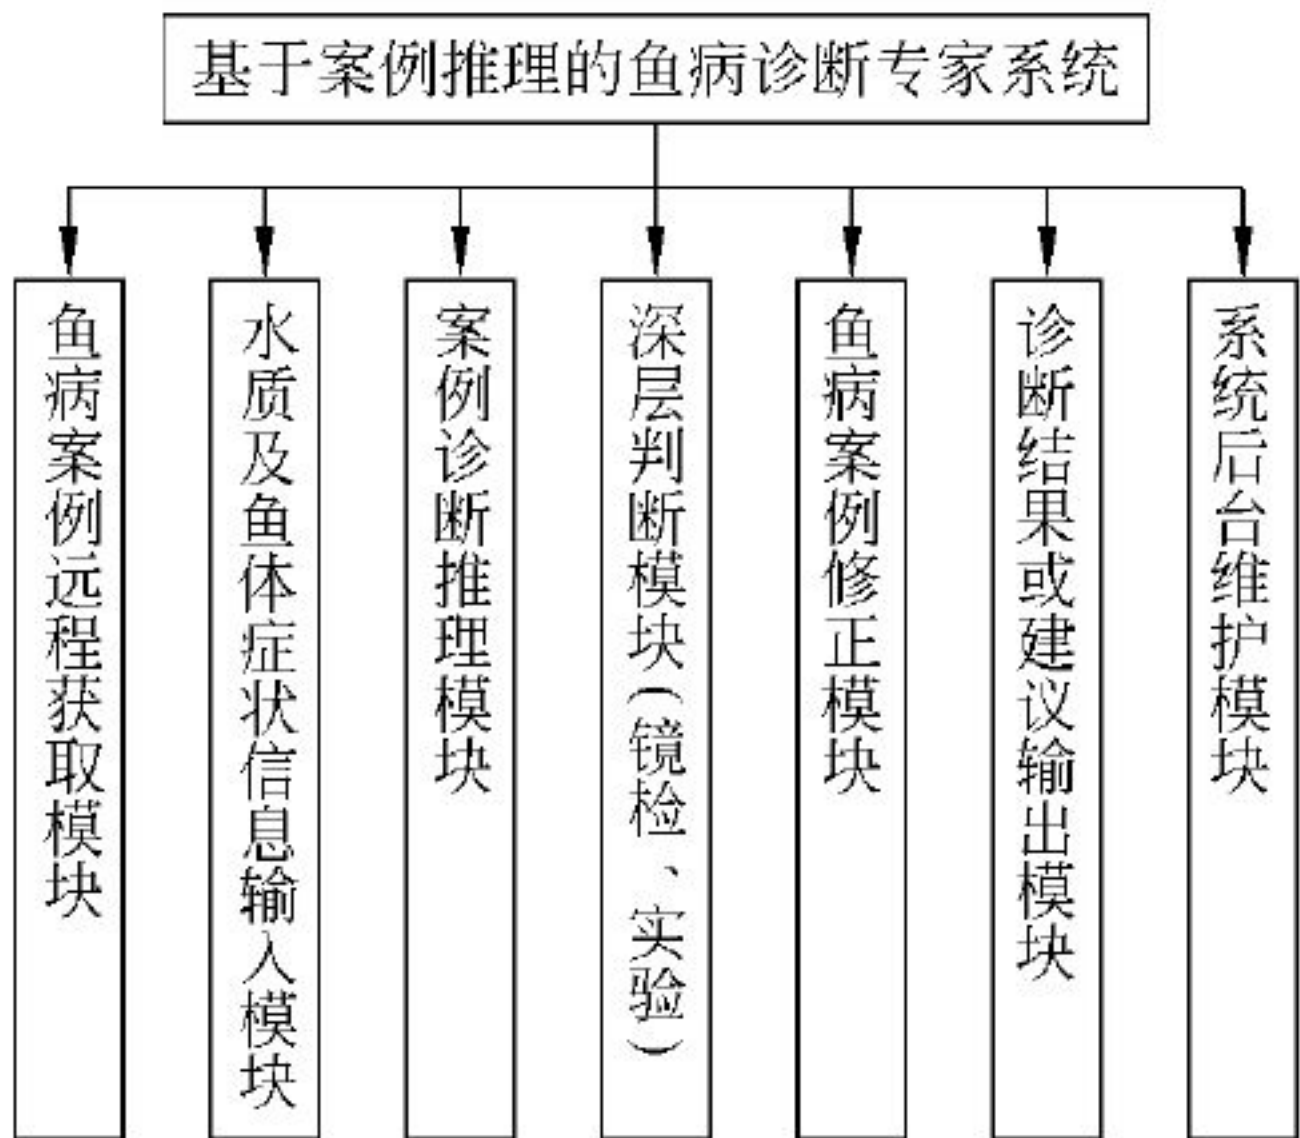 基于案例推理的鱼病诊断专家系统
鱼病案例远程获取模块
水质及鱼体症状信息输入模块
案例诊断推理模块
深层判断模块(镜检、实验)
鱼病案例修正模块
诊断结果或建议输出模块
系统后台维护模块